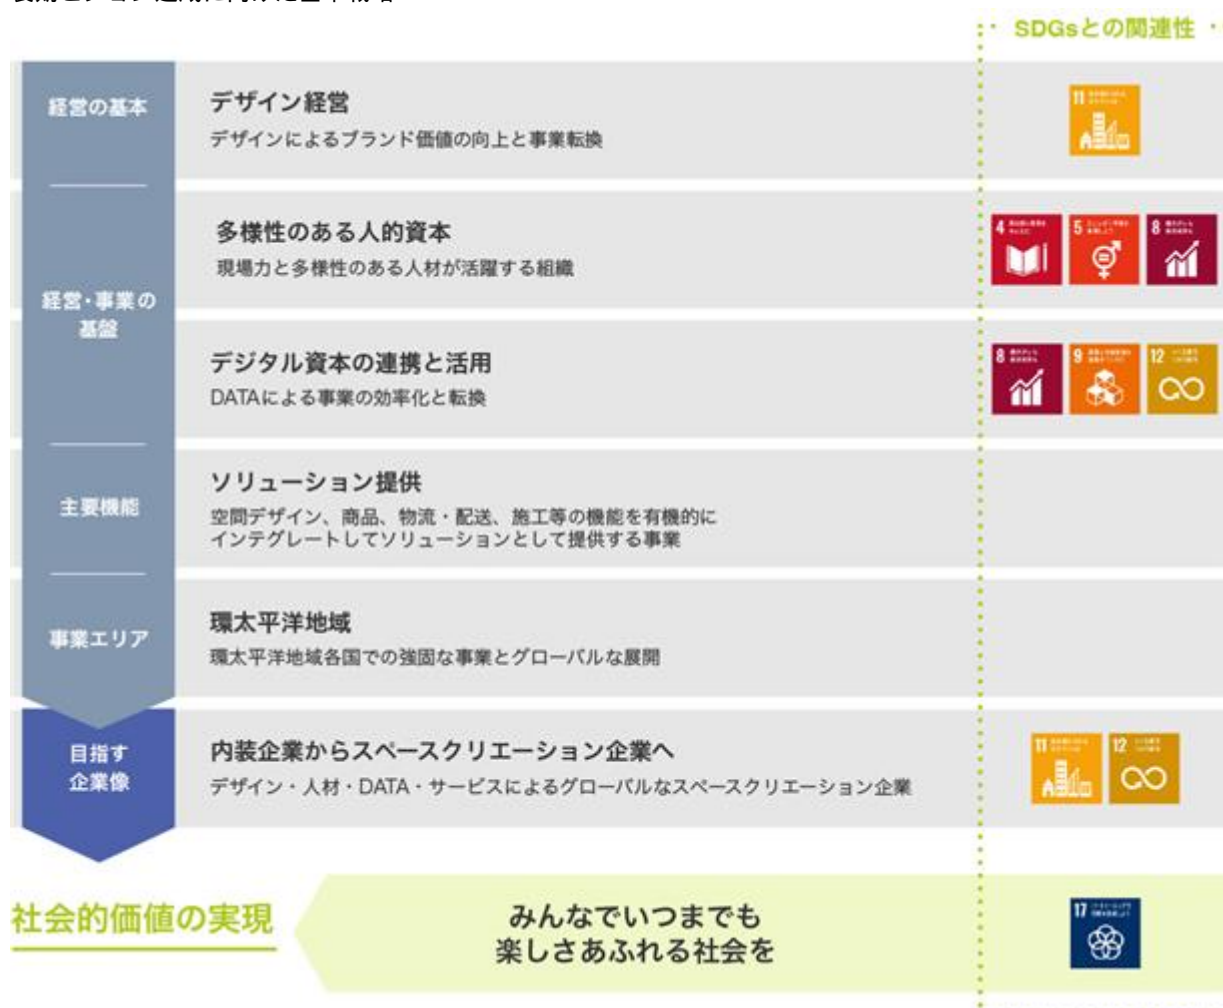 SDGsとの関連性
経営の基本
デザイン経営
デザインによるブランド価値の向上と事業転換
11
経営・事業の
基盤
多様性のある人的資本
現場力と多様性のある人材が活躍する組織
4
5
8
デジタル資本の連携と活用
DATAによる事業の効率化と転換
8
9
12
主要機能
ソリューション提供
空間デザイン、商品、物流・配送、施工等の機能を有機的に
インテグレートしてソリューションとして提供する事業
事業エリア
環太平洋地域
環太平洋地域各国での強固な事業とグローバルな展開
目指す
企業像
内装企業からスペースクリエーション企業へ
デザイン・人材・DATA・サービスによるグローバルなスペースクリエーション企業
11
12
社会的価値の実現
みんなでいつまでも
楽しさあふれる社会を
17